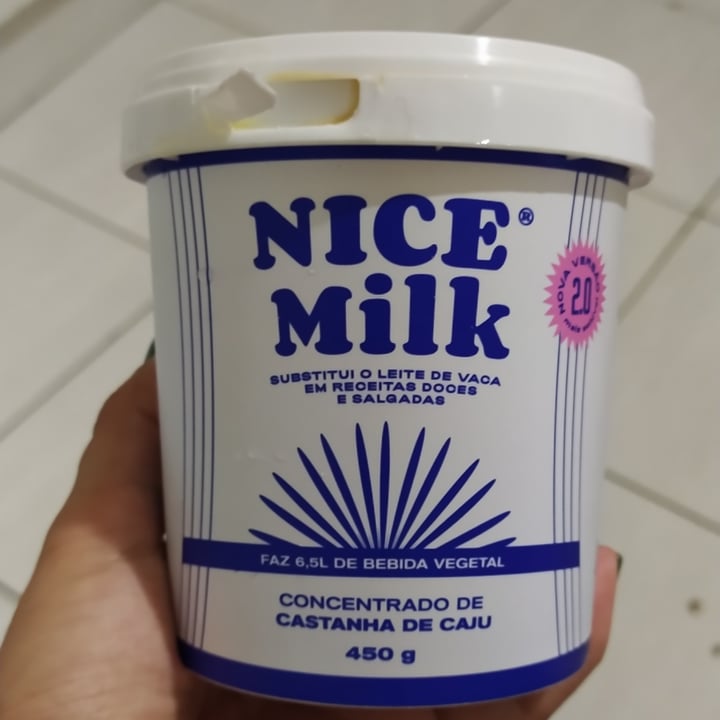 NICE®
Milk
SUBSTITUI O LEITE DE VACA
EM RECEITAS DOCES
E SALGADAS
NOVA VERSÃO
2.0
mais
FAZ 6,5L DE BEBIDA VEGETAL
CONCENTRADO DE
CASTANHA DE CAJU
450 g